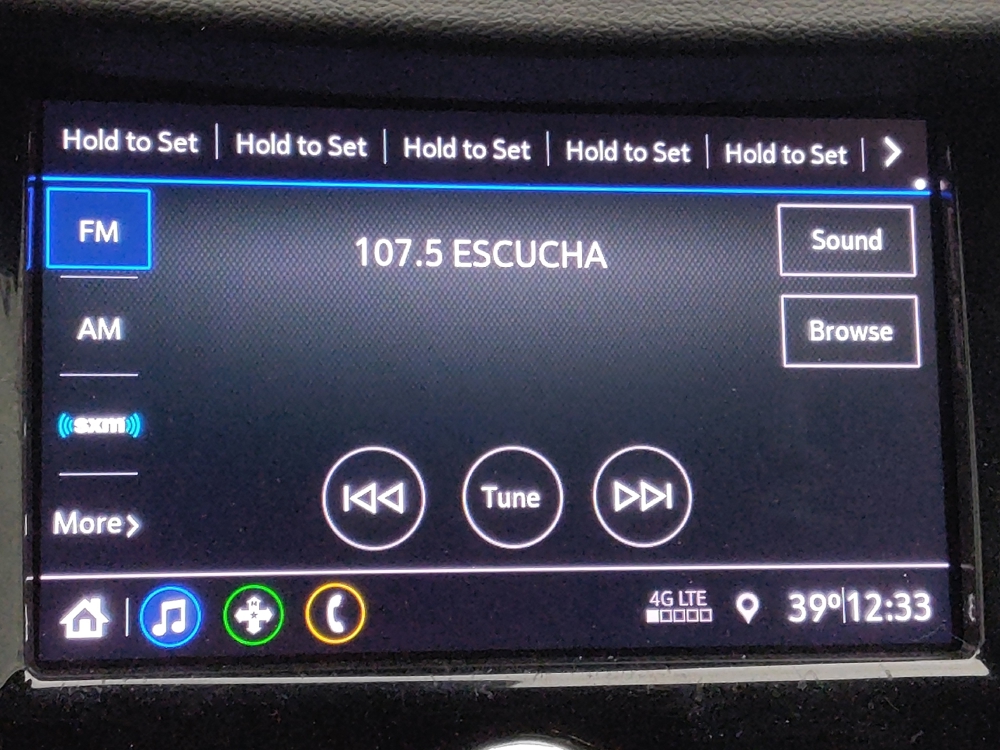 Hold to Set | Hold to Set | Hold to Set | Hold to Set | Hold to Set |
FM
107.5 ESCUCHA
Sound
AM
Browse
sxm
Tune
More
4G LTE
39°|12:33